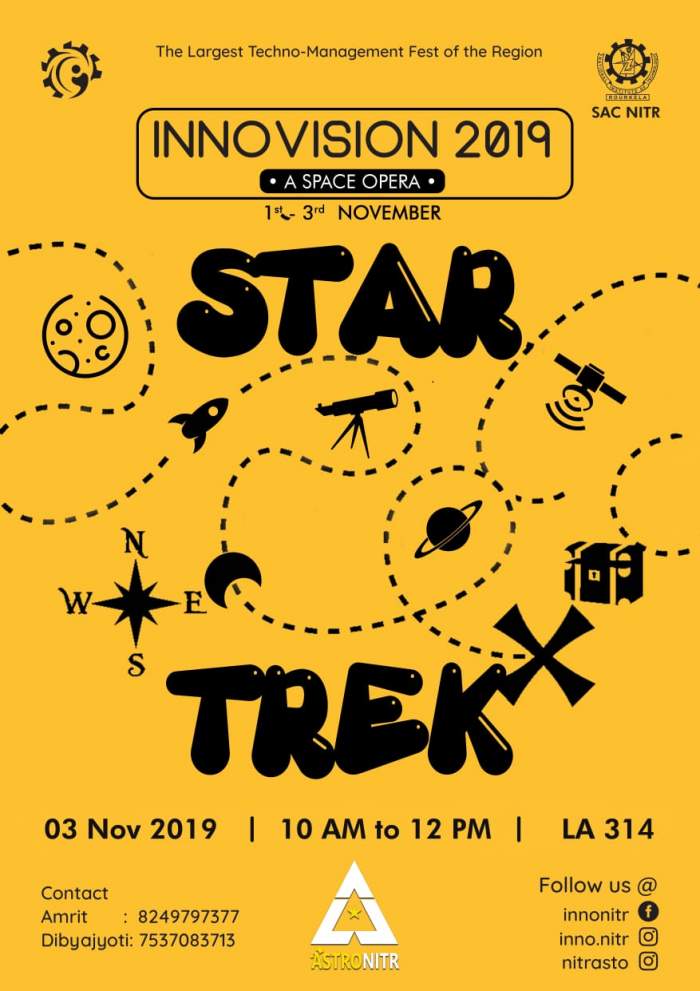 The Largest Techno-Management Fest of the Region
SAC NITR
INNOVISION 2019
• A SPACE OPERA •
1st - 3rd NOVEMBER
STAR
N
W E
S
TREK
03 Nov 2019 | 10 AM to 12 PM | LA 314
Contact
Amrit : 8249797377
Dibyajyoti: 7537083713
ASTRONITR
Follow us @
innonitr
inno.nitr
nitrasto